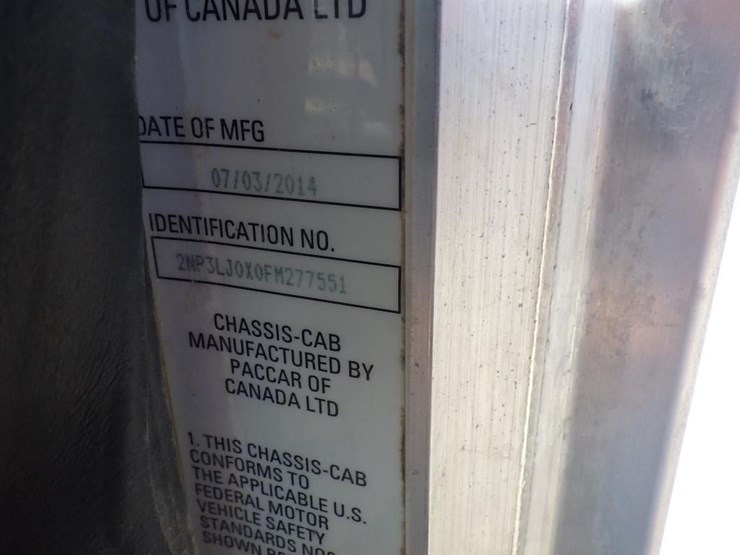 OF CANADA LTD
DATE OF MFG
07/03/2014
IDENTIFICATION NO.
2NP3LJ0X0FM277551
CHASSIS-CAB
MANUFACTURED BY
PACCAR OF
CANADA LTD
1. THIS CHASSIS-CAB
CONFORMS TO
THE APPLICABLE U.S.
FEDERAL MOTOR
VEHICLE SAFETY
STANDARDS
SHOWN